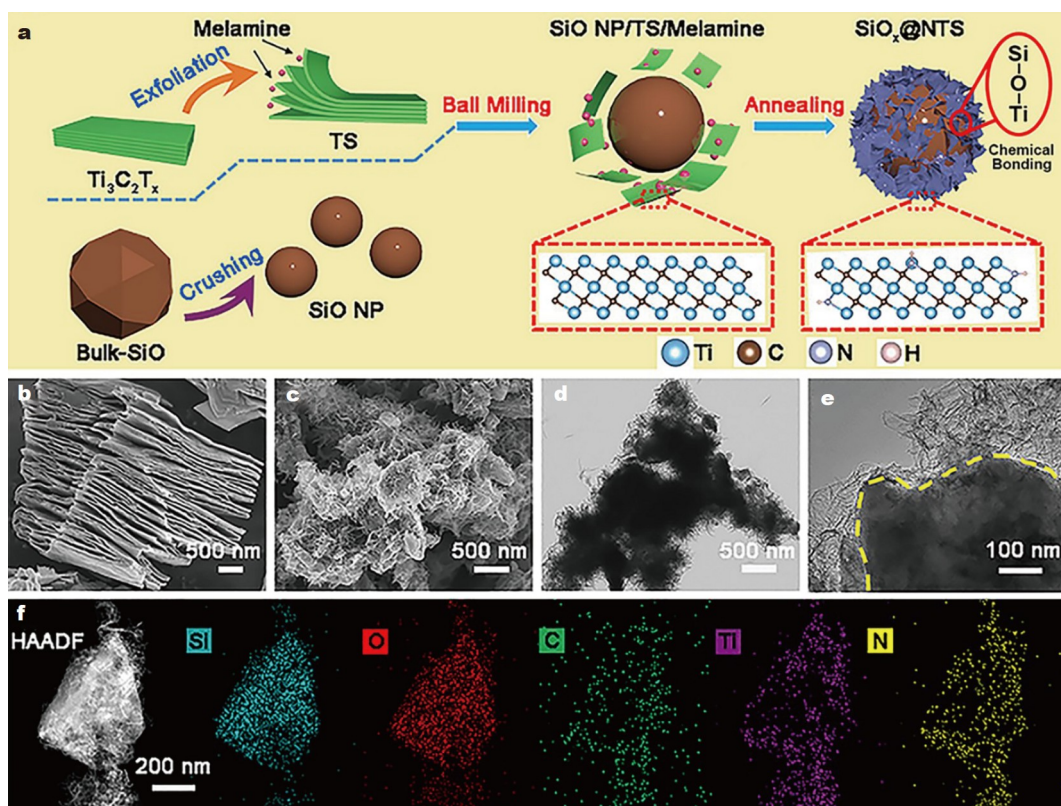 a
Melamine
Exfoliation
Ti₃C₂Tₓ
TS
Ball Milling
SiO NP/TS/Melamine
Annealing
SiOₓ@NTS
Si
O
Ti
Chemical
Bonding
Bulk-SiO
Crushing
SiO NP
Ti
C
N
H
b
500 nm
c
500 nm
d
500 nm
e
100 nm
f
HAADF
200 nm
Si
O
C
Ti
N